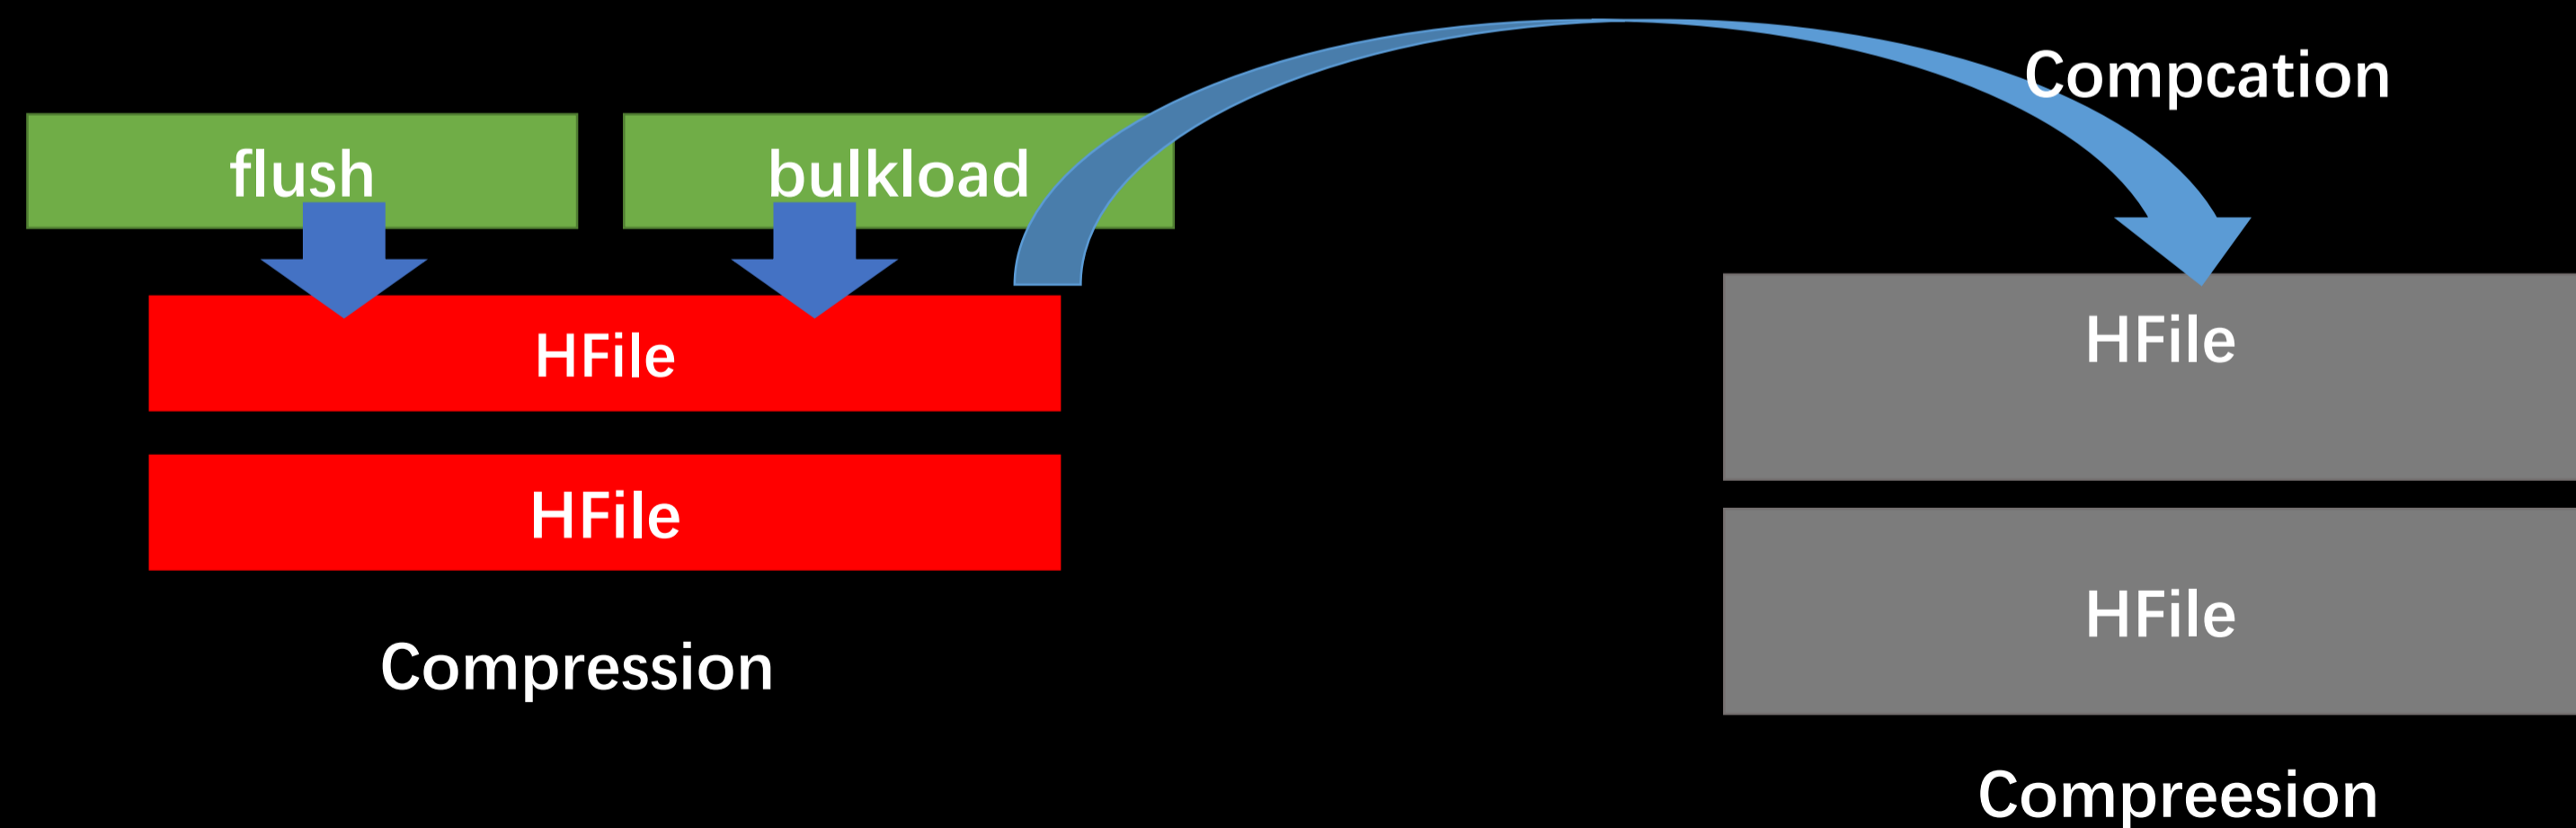 Compcation
flush
bulkload
HFile
HFile
HFile
HFile
Compression
Compreesion